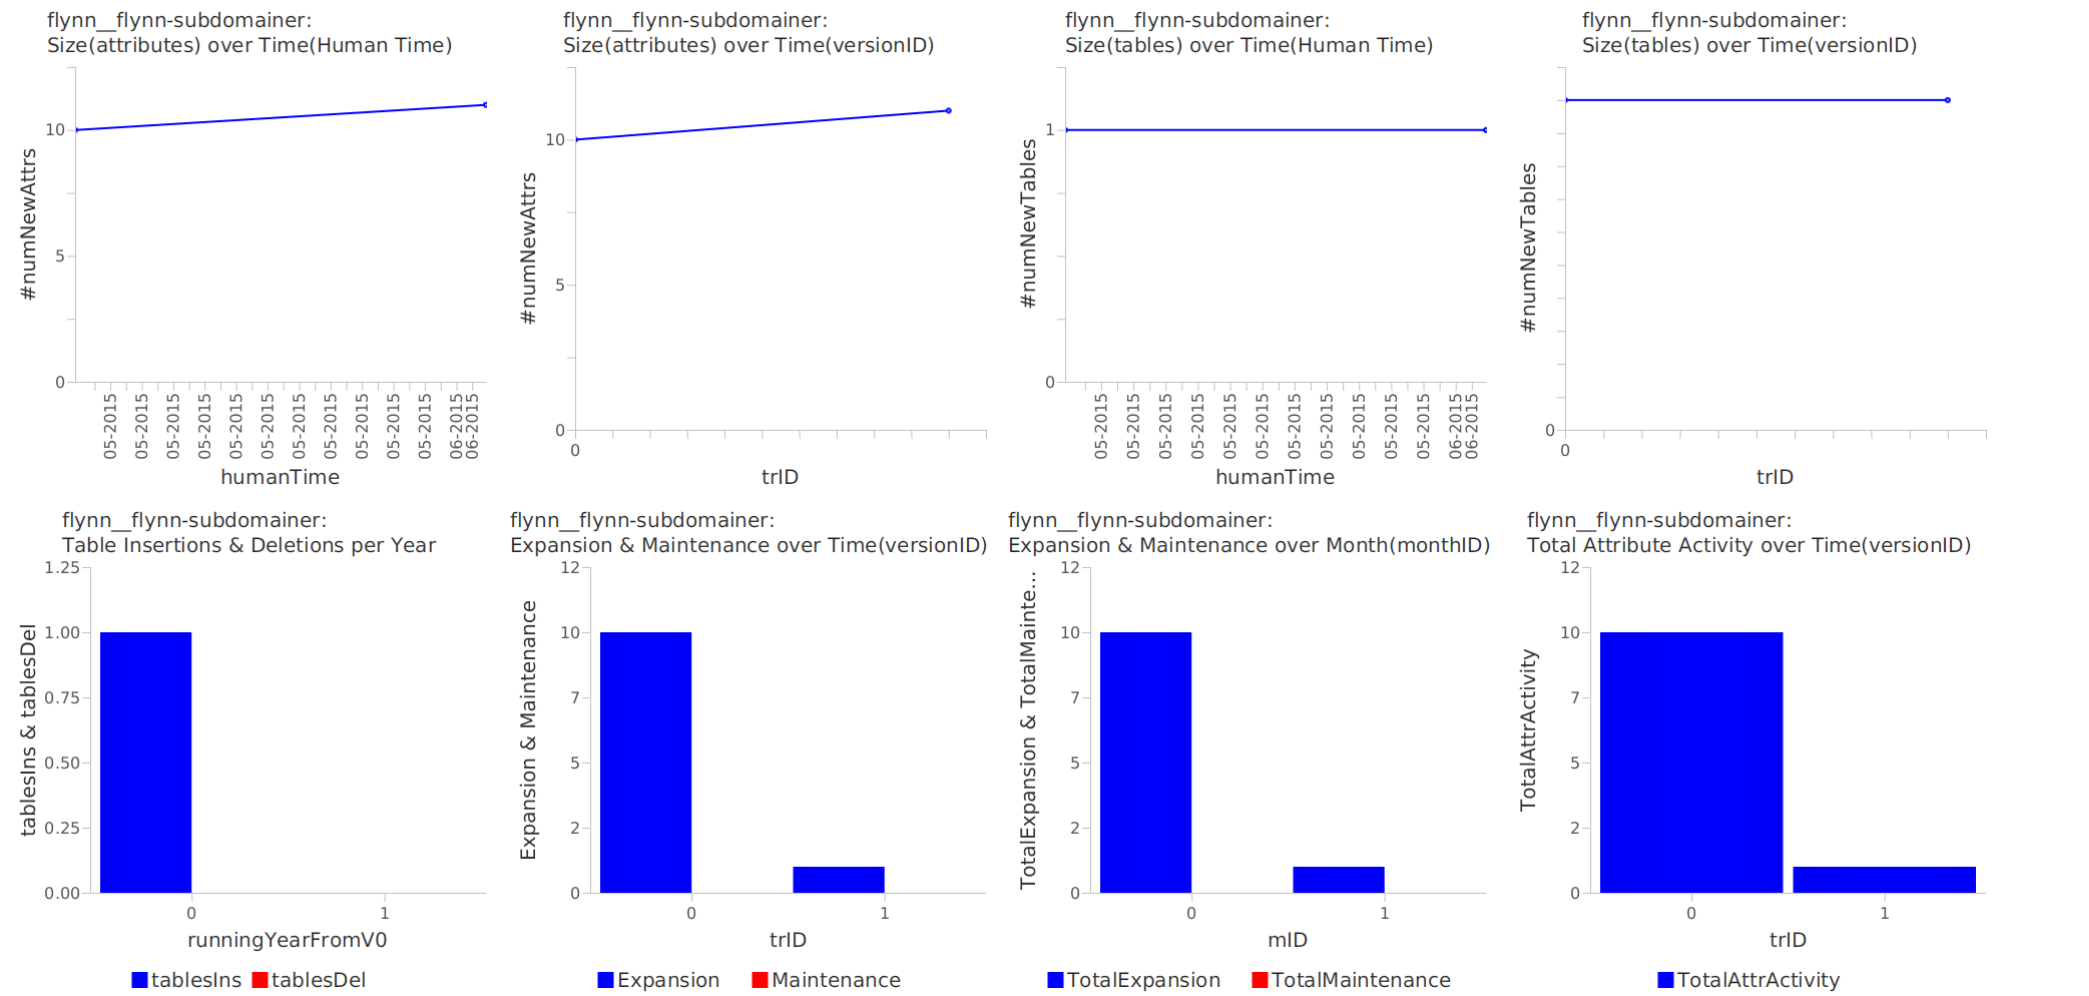 flynn__flynn-subdomainer:
Size(attributes) over Time(Human Time)
#numNewAttrs
10
5
0
05-2015
05-2015
05-2015
05-2015
05-2015
05-2015
05-2015
05-2015
05-2015
05-2015
05-2015
06-2015
06-2015
humanTime
flynn__flynn-subdomainer:
Size(attributes) over Time(versionID)
#numNewAttrs
10
5
0
0
trID
flynn__flynn-subdomainer:
Size(tables) over Time(Human Time)
#numNewTables
1
0
05-2015
05-2015
05-2015
05-2015
05-2015
05-2015
05-2015
05-2015
05-2015
05-2015
05-2015
06-2015
06-2015
humanTime
flynn__flynn-subdomainer:
Size(tables) over Time(versionID)
#numNewTables
0
0
trID
flynn__flynn-subdomainer:
Table Insertions & Deletions per Year
tablesIns & tablesDel
1.25
1.00
0.75
0.50
0.25
0.00
0 1
runningYearFromV0
tablesIns tablesDel
flynn__flynn-subdomainer:
Expansion & Maintenance over Time(versionID)
Expansion & Maintenance
12
10
7
5
2
0
0 1
trID
Expansion Maintenance
flynn__flynn-subdomainer:
Expansion & Maintenance over Month(monthID)
TotalExpansion & TotalMainte...
12
10
7
5
2
0
0 1
mID
TotalExpansion TotalMaintenance
flynn__flynn-subdomainer:
Total Attribute Activity over Time(versionID)
TotalAttrActivity
12
10
7
5
2
0
0 1
trID
TotalAttrActivity